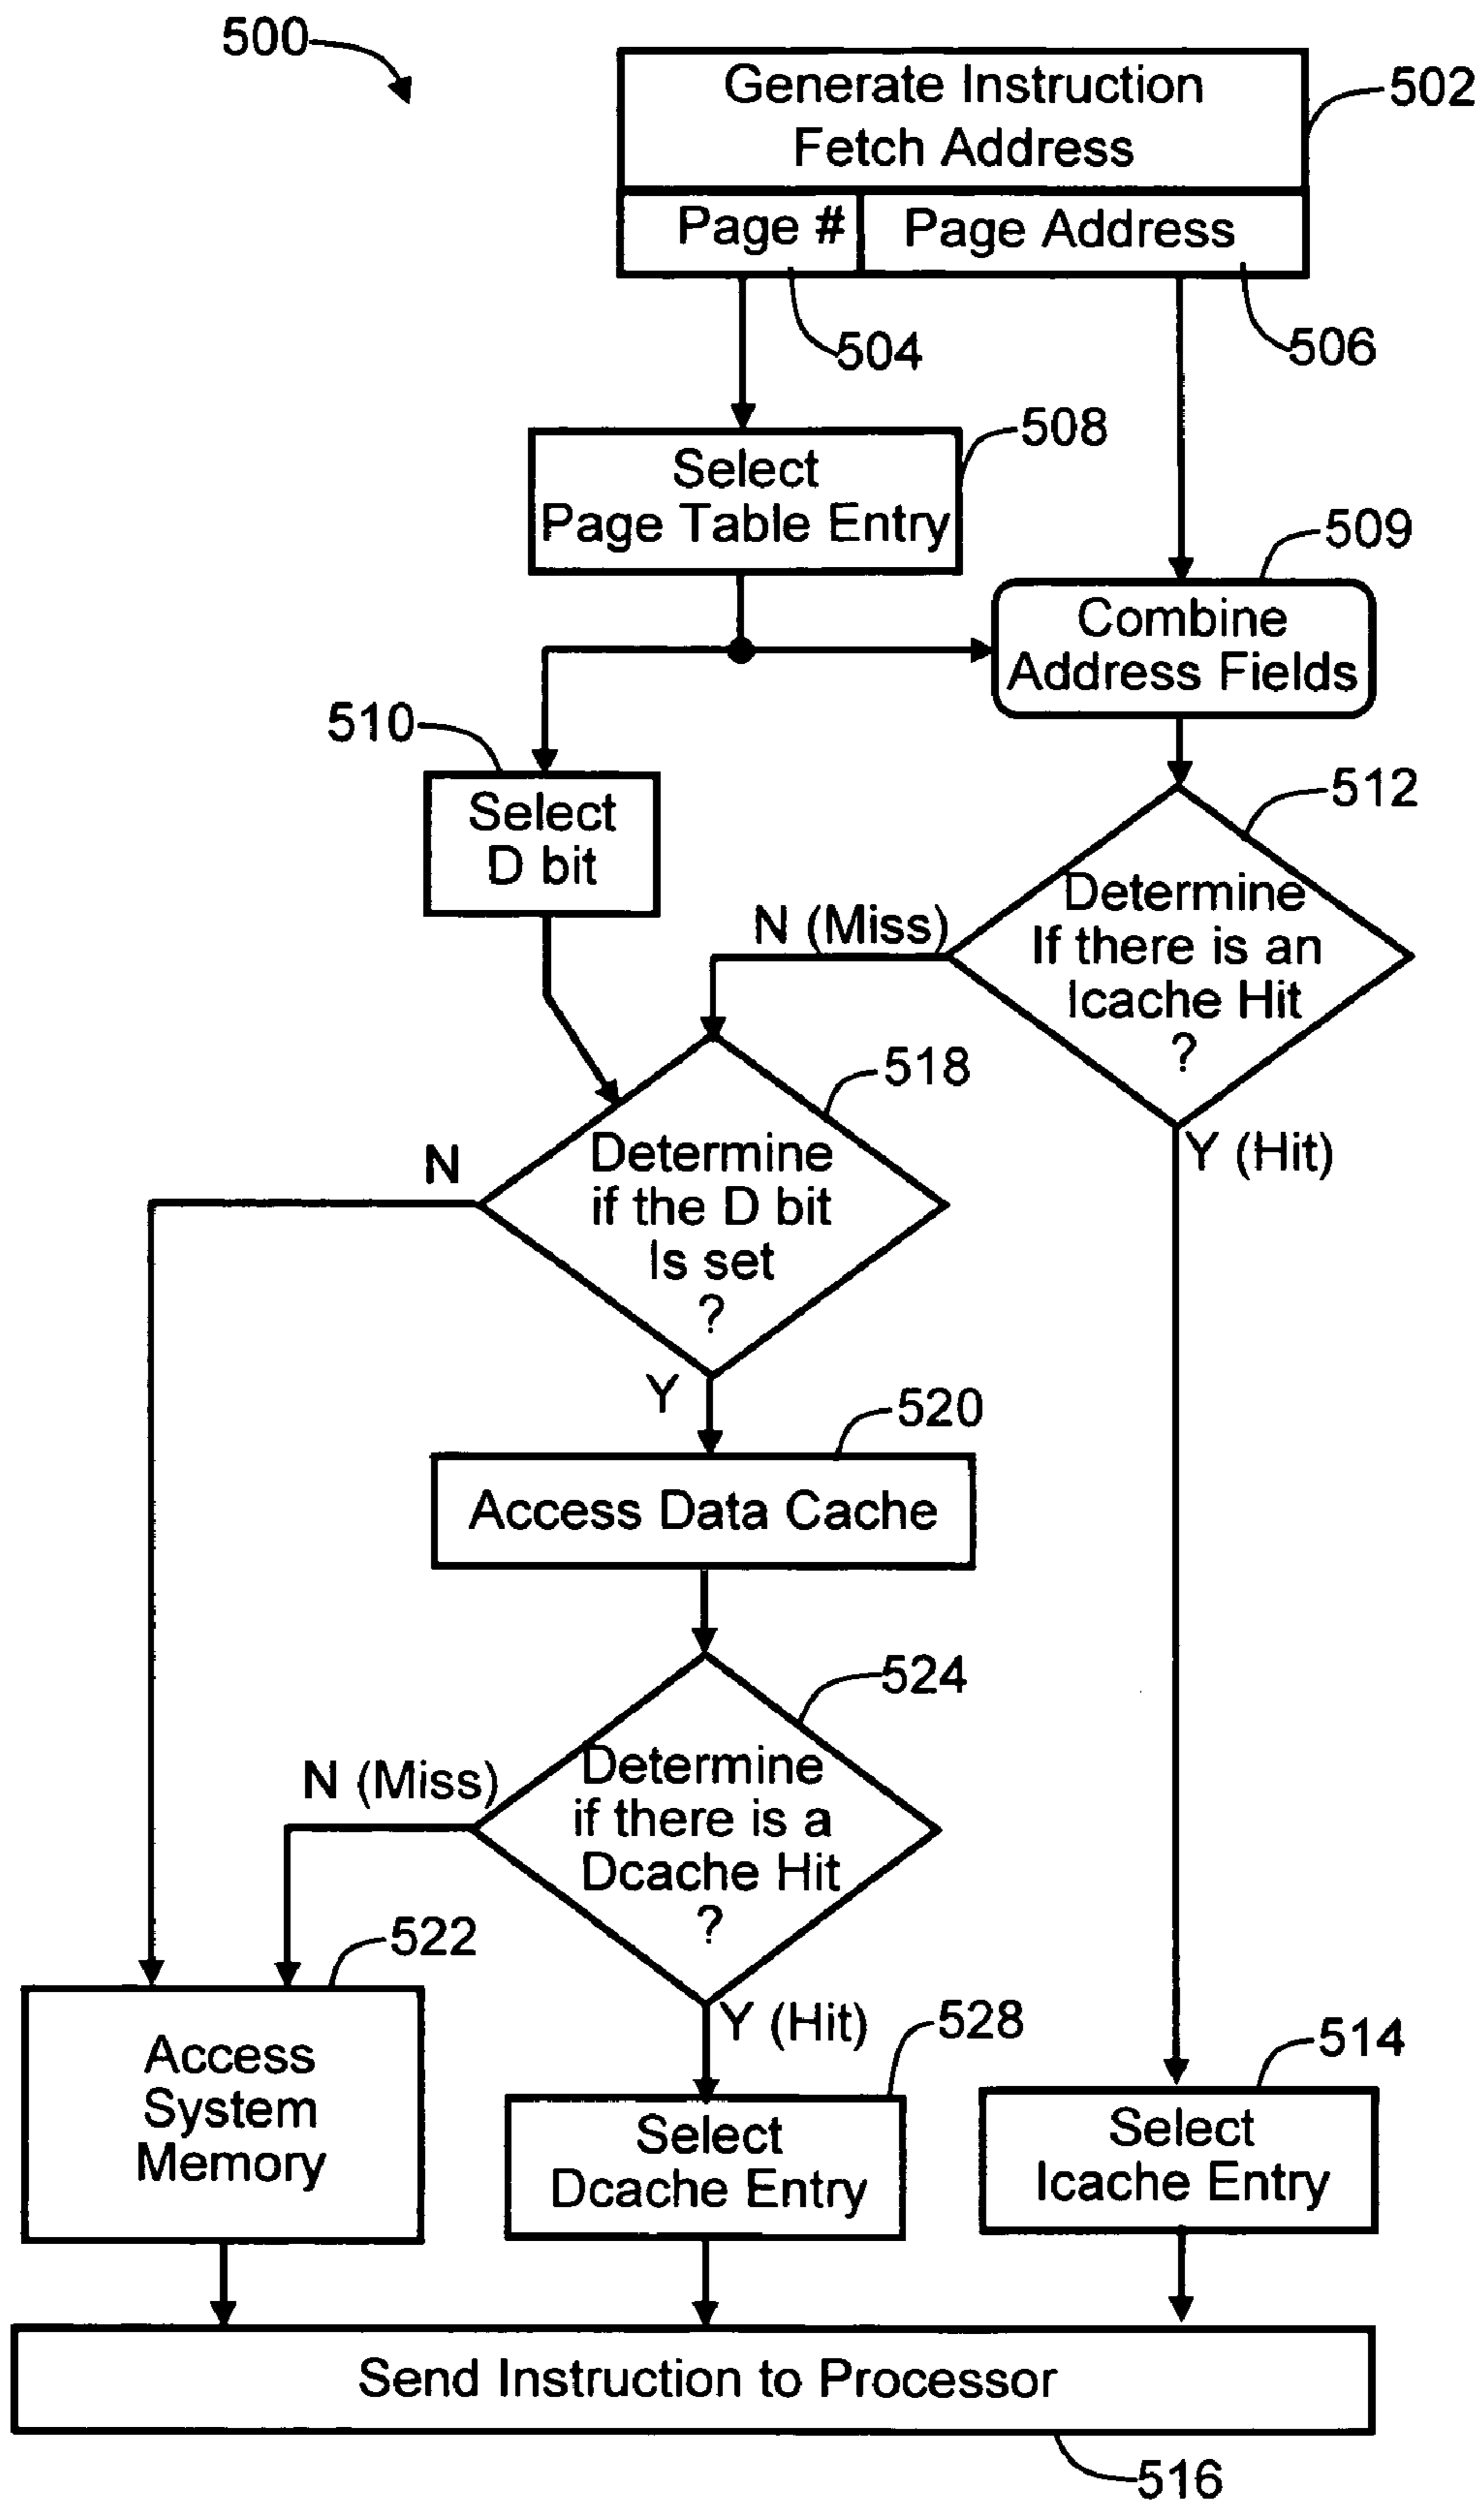 500
Generate Instruction
Fetch Address
502
Page #
Page Address
504
506
Select
Page Table Entry
508
509
Combine
Address Fields
510
Select
D bit
512
Determine
If there is an
Icache Hit
?
N (Miss)
Y (Hit)
518
Determine
if the D bit
Is set
?
N
Y
520
Access Data Cache
524
Determine
if there is a
Dcache Hit
?
N (Miss)
Y (Hit)
522
Access
System
Memory
528
Select
Dcache Entry
514
Select
Icache Entry
Send Instruction to Processor
516